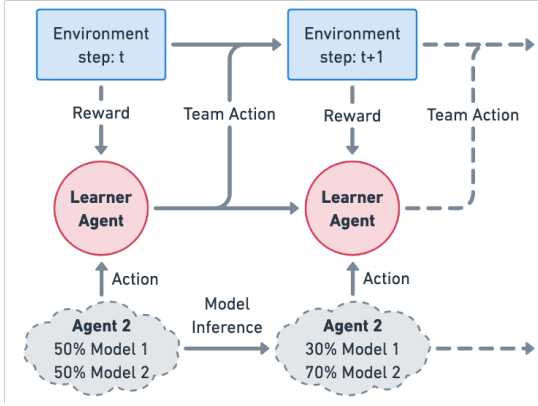 Environment
step: t
Environment
step: t+1
Reward
Team Action
Reward
Team Action
Learner
Agent
Learner
Agent
Action
Action
Agent 2
50% Model 1
50% Model 2
Model
Inference
Agent 2
30% Model 1
70% Model 2